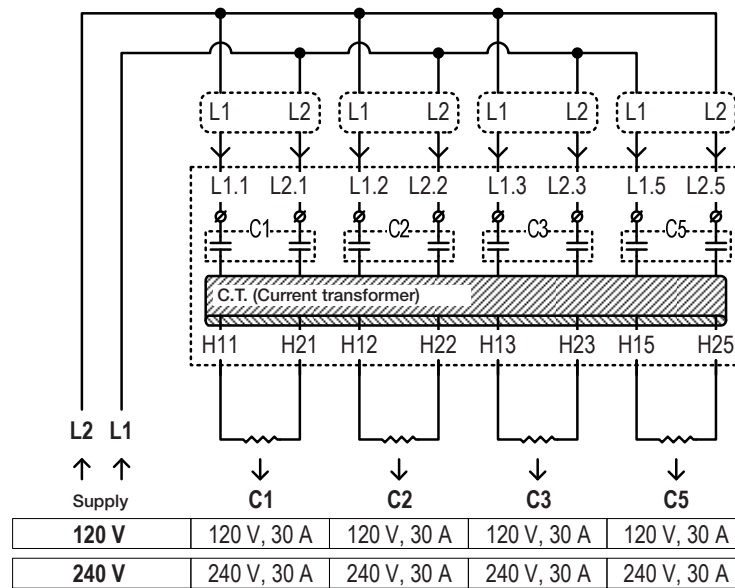 L1 L2 L1 L2 L1 L2 L1 L2
L1.1 L2.1 L1.2 L2.2 L1.3 L2.3 L1.5 L2.5
C1 C2 C3 C5
C.T. (Current transformer)
H11 H21 H12 H22 H13 H23 H15 H25
L2 L1
Supply C1 C2 C3 C5
120 V 120 V, 30 A 120 V, 30 A 120 V, 30 A 120 V, 30 A
240 V 240 V, 30 A 240 V, 30 A 240 V, 30 A 240 V, 30 A